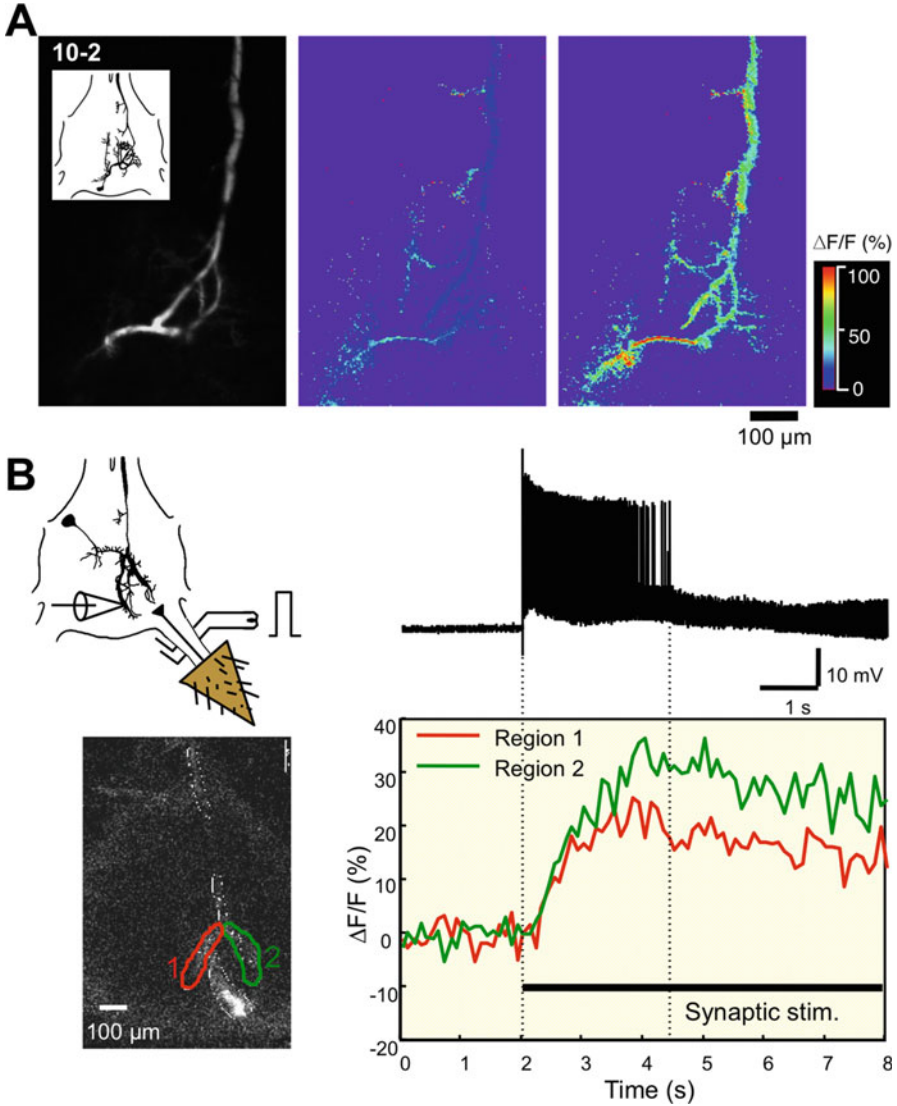 A
10-2
ΔF/F (%)
100
50
0
100 µm
B
10 mV
1 s
1
2
100 µm
Region 1
Region 2
40
30
20
10
0
-10
-20
ΔF/F (%)
Synaptic stim.
0 1 2 3 4 5 6 7 8
Time (s)